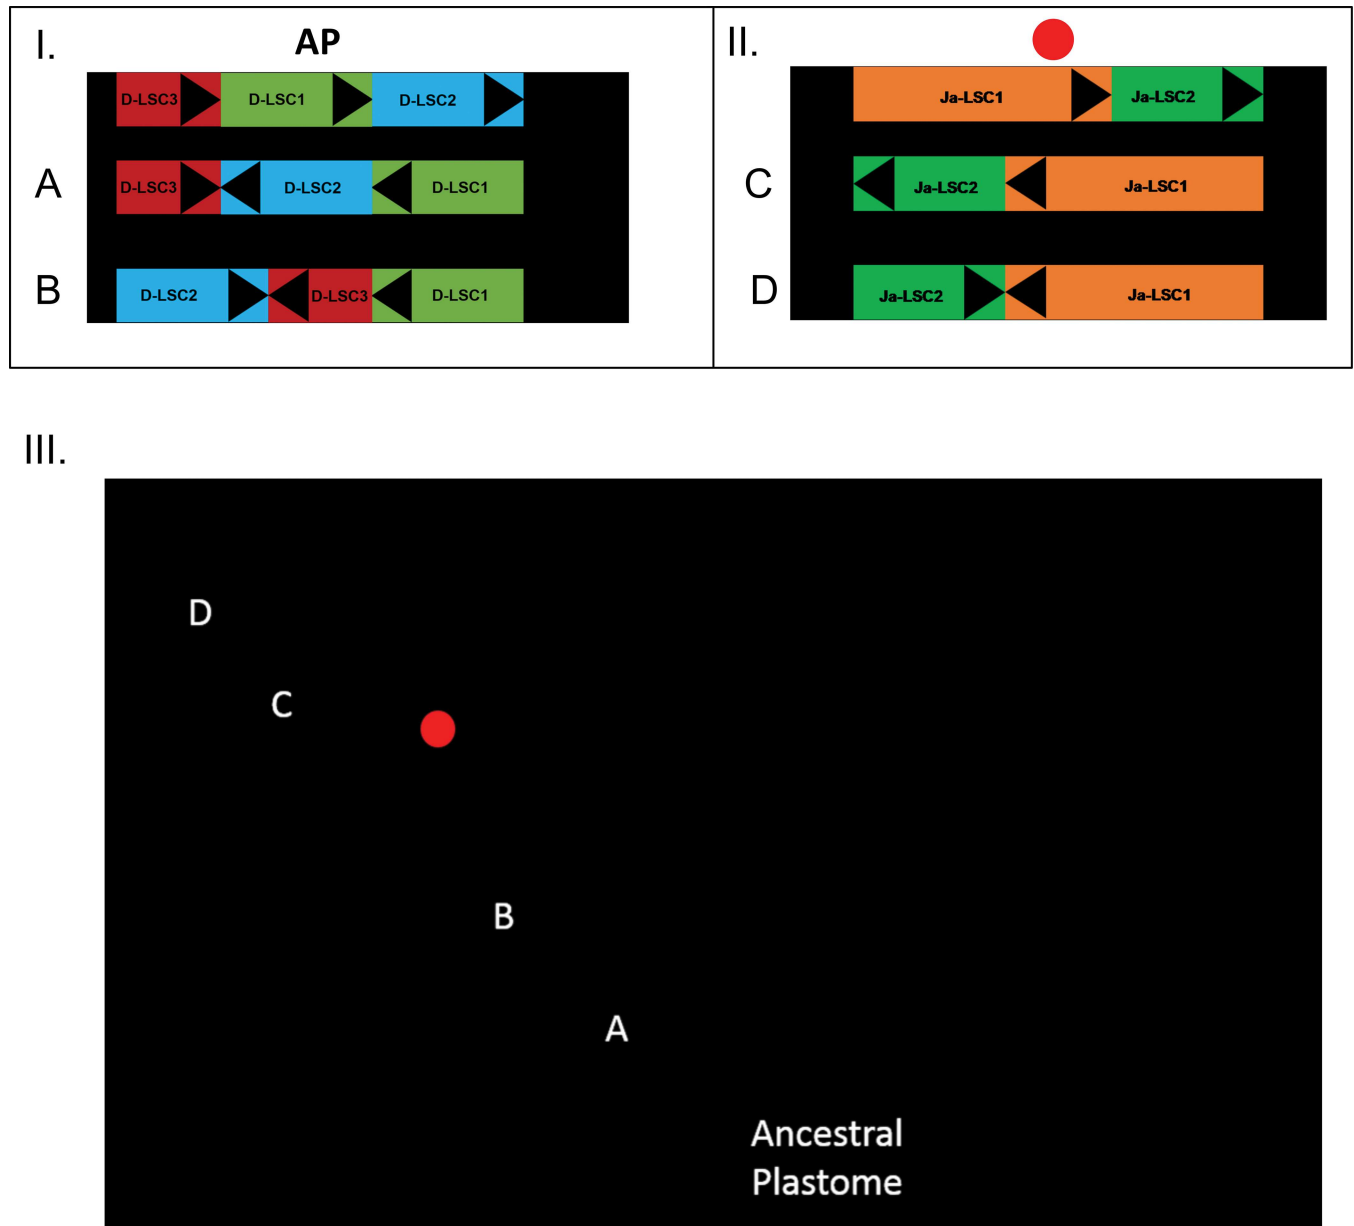 I. AP
D-LSC3 D-LSC1 D-LSC2
A D-LSC3 D-LSC2 D-LSC1
B D-LSC2 D-LSC3 D-LSC1
II.
Ja-LSC1 Ja-LSC2
C Ja-LSC2 Ja-LSC1
D Ja-LSC2 Ja-LSC1
III.
D
C
B
A
Ancestral
Plastome